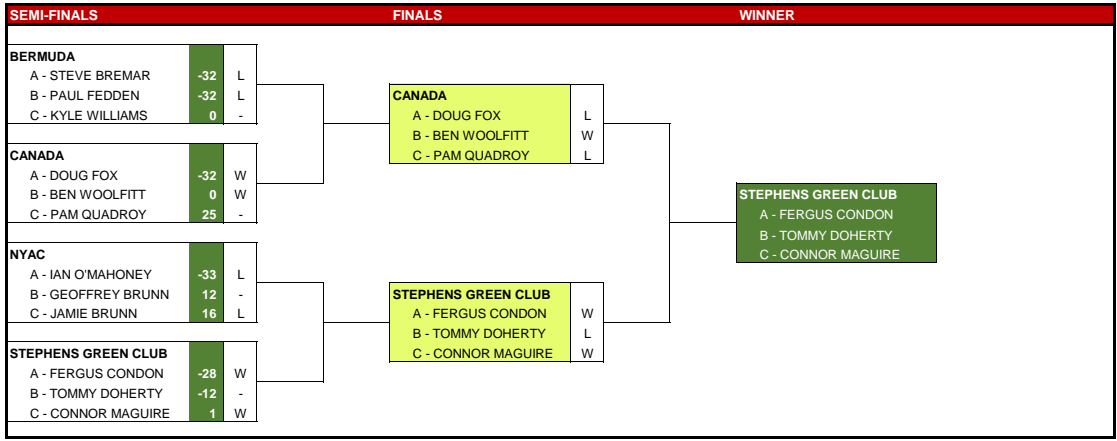 SEMI-FINALS FINALS WINNER
BERMUDA
A - STEVE BREMAR -32 L
B - PAUL FEDDEN -32 L
C - KYLE WILLIAMS 0 -
CANADA
A - DOUG FOX -32 W
B - BEN WOOLFITT 0 W
C - PAM QUADROY 25 -
NYAC
A - IAN O'MAHONEY -33 L
B - GEOFFREY BRUNN 12 -
C - JAMIE BRUNN 16 L
STEPHENS GREEN CLUB
A - FERGUS CONDON -28 W
B - TOMMY DOHERTY -12 -
C - CONNOR MAGUIRE 1 W
CANADA
A - DOUG FOX L
B - BEN WOOLFITT W
C - PAM QUADROY L
STEPHENS GREEN CLUB
A - FERGUS CONDON W
B - TOMMY DOHERTY L
C - CONNOR MAGUIRE W
STEPHENS GREEN CLUB
A - FERGUS CONDON
B - TOMMY DOHERTY
C - CONNOR MAGUIRE